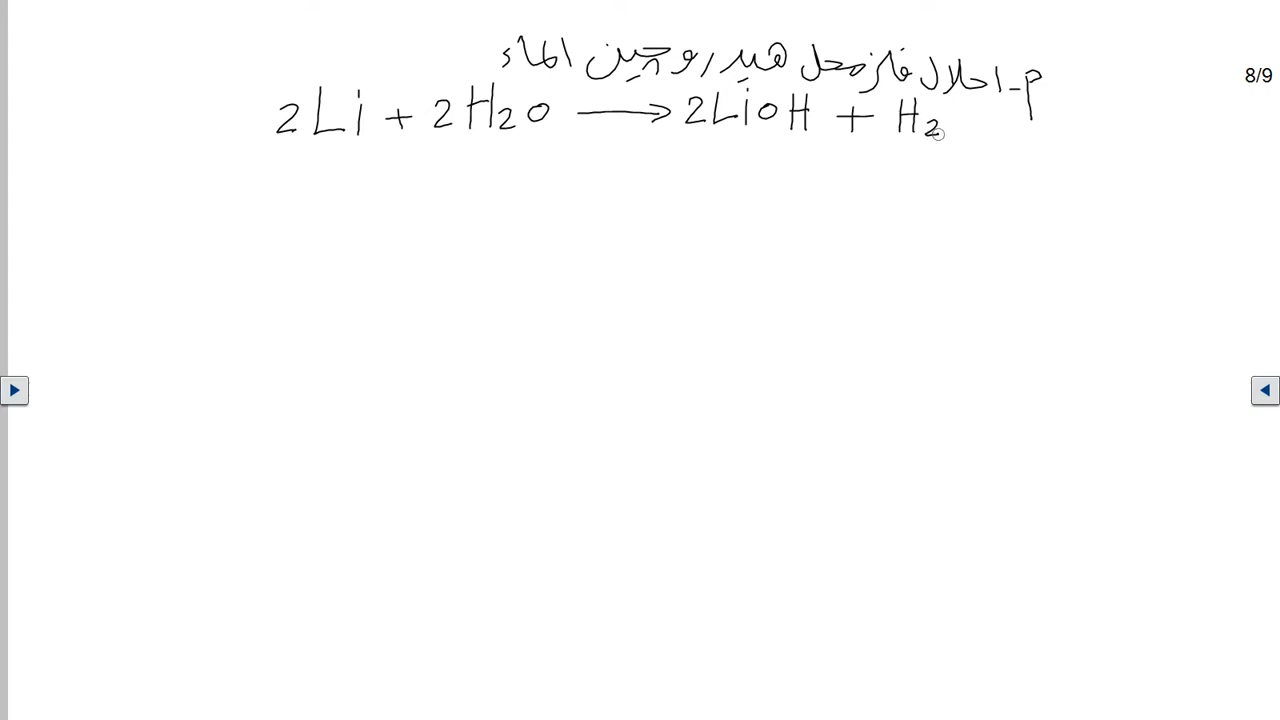 م- احلال فلز محل هيدروجين الماء
8/9
2Li + 2H2O ⟶ 2LiOH + H2